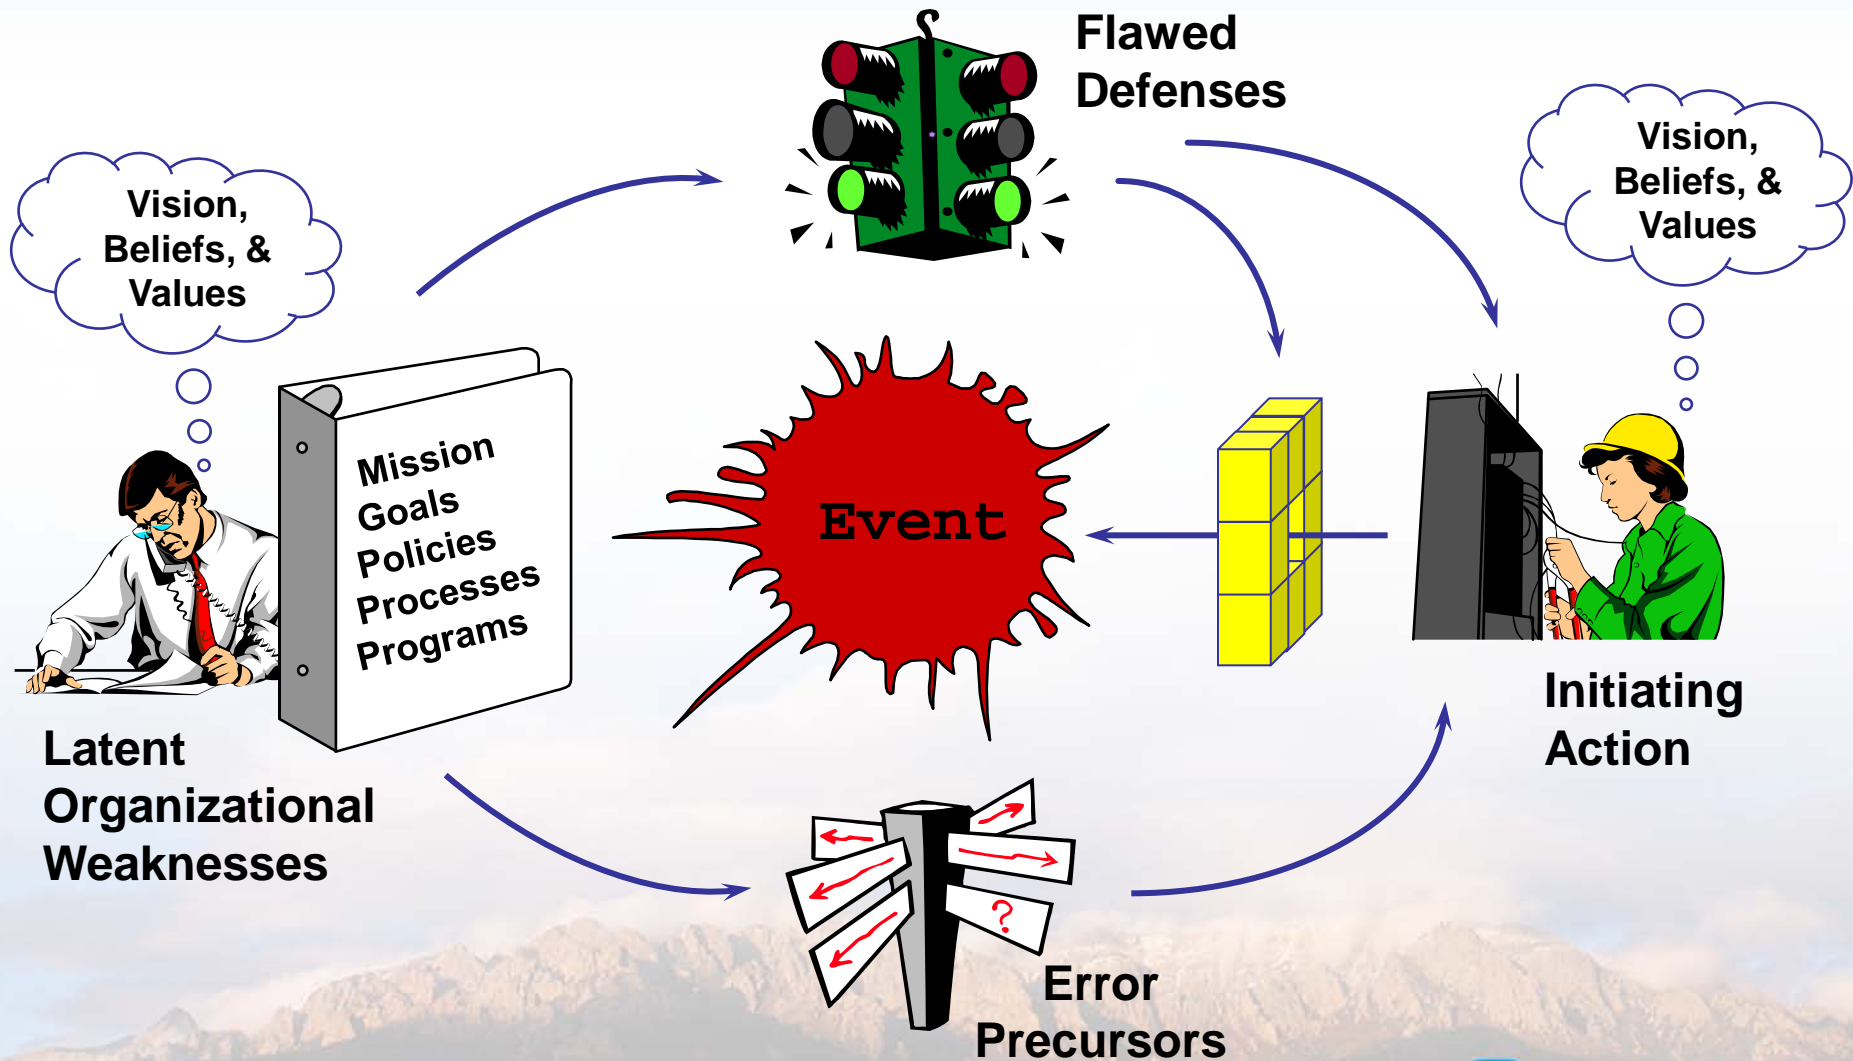 Flawed
Defenses
Vision,
Beliefs, &
Values
Vision,
Beliefs, &
Values
Mission
Goals
Policies
Processes
Programs
Event
Initiating
Action
Latent
Organizational
Weaknesses
?
Error
Precursors